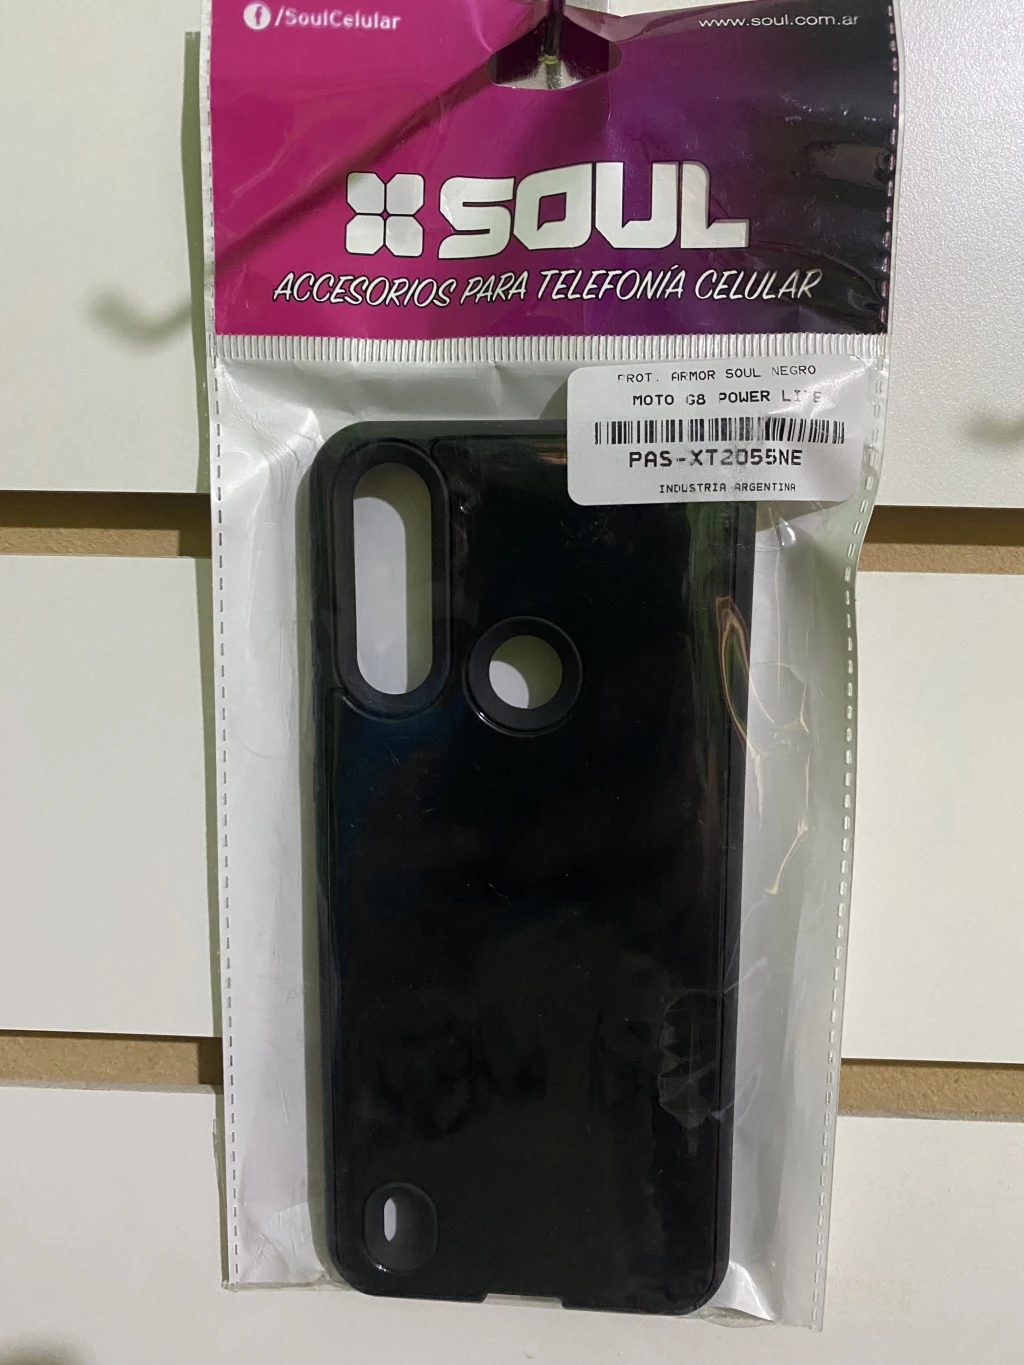 /SoulCelular
www.soul.com.ar
SOUL
ACCESORIOS PARA TELEFONÍA CELULAR
PROT. ARMOR SOUL NEGRO
MOTO G8 POWER LITE
PAS-XT2055NE
INDUSTRIA ARGENTINA